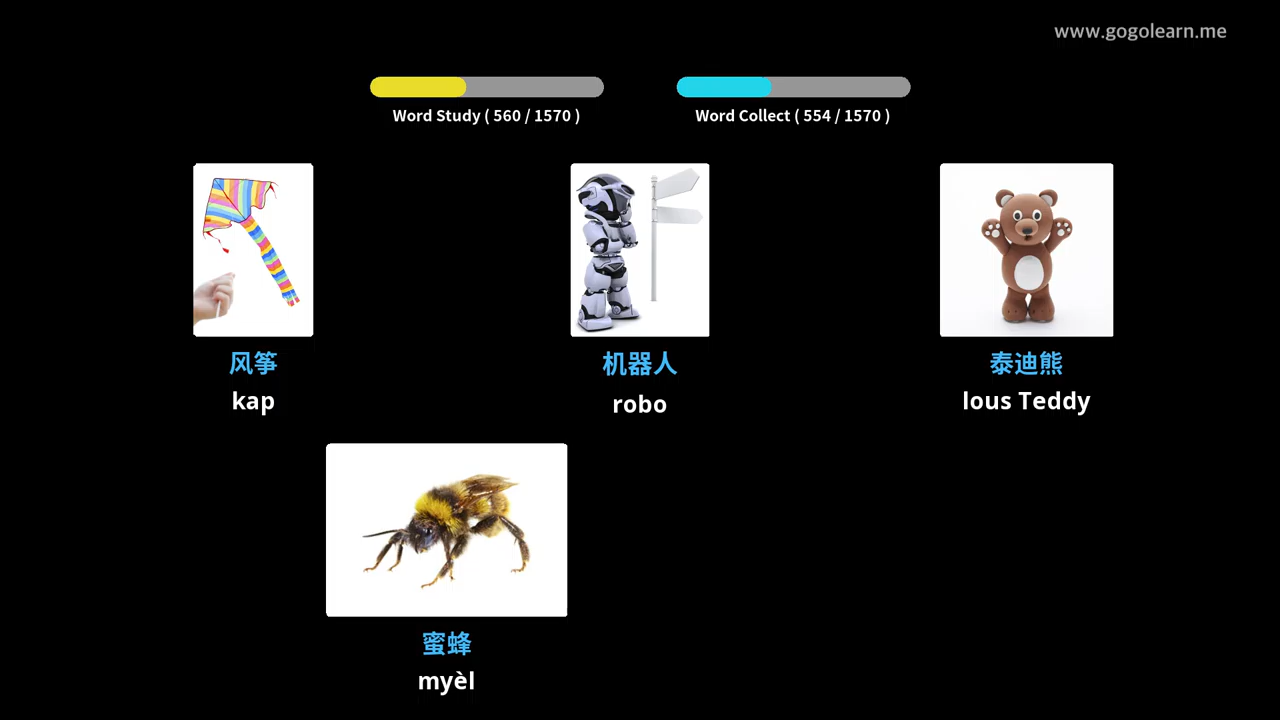 www.gogolearn.me
Word Study ( 560 / 1570 )
Word Collect ( 554 / 1570 )
风筝
kap
机器人
robo
泰迪熊
lous Teddy
蜜蜂
myèl